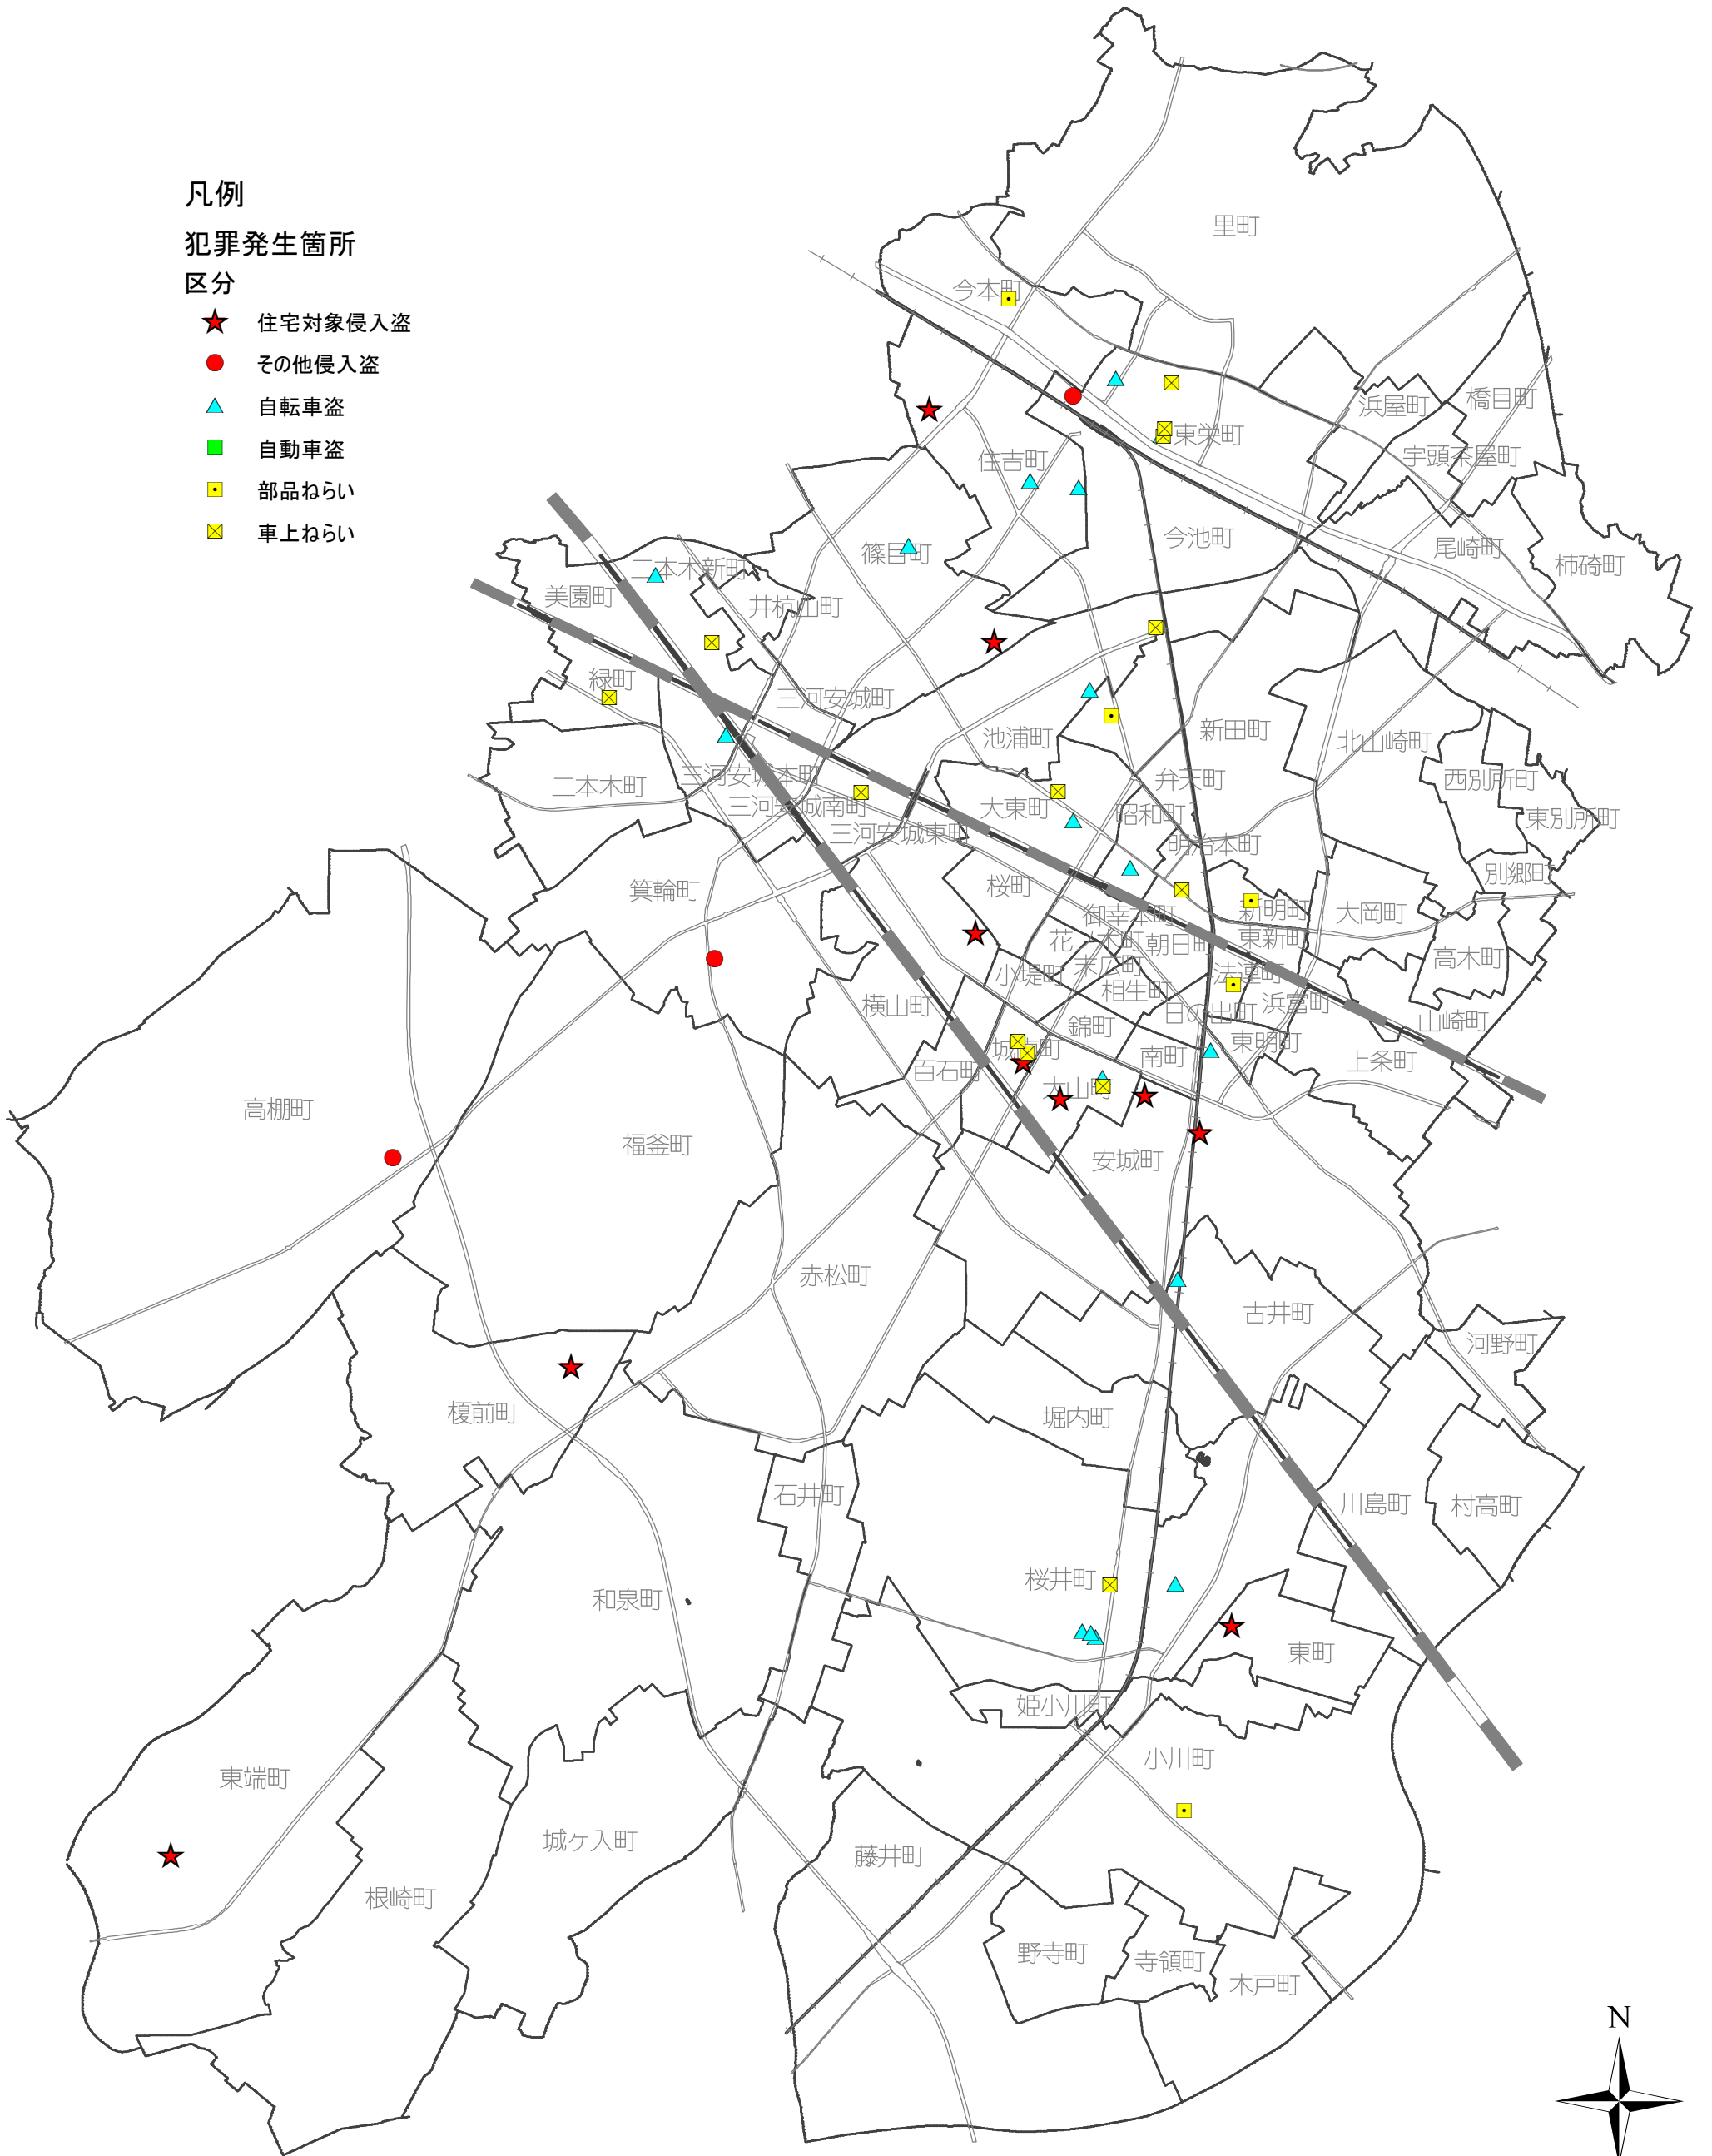 凡例
犯罪発生箇所
区分
住宅対象侵入盗
その他侵入盗
自転車盗
自動車盗
部品ねらい
車上ねらい
里町
今本町
浜屋町
橋目町
東栄町
宇頭茶屋町
住吉町
今池町
尾崎町
柿碕町
篠目町
二本木新町
美園町
井杭山町
緑町
三河安城町
池浦町
新田町
北山崎町
二本木町
三河安城本町
弁天町
西別所町
三河安城南町
大東町
昭和町
東別所町
三河安城東町
明治本町
別郷町
箕輪町
桜町
御幸本町
新明町
大岡町
花ノ木町
朝日町
東新町
高木町
小堤町
末広町
法連町
相生町
横山町
日の出町
浜富町
山崎町
錦町
城南町
南町
東明町
上条町
百石町
大山町
高棚町
福釜町
安城町
赤松町
古井町
河野町
榎前町
堀内町
石井町
川島町
村高町
桜井町
和泉町
東町
姫小川町
小川町
東端町
城ヶ入町
藤井町
根崎町
野寺町
寺領町
木戸町
N